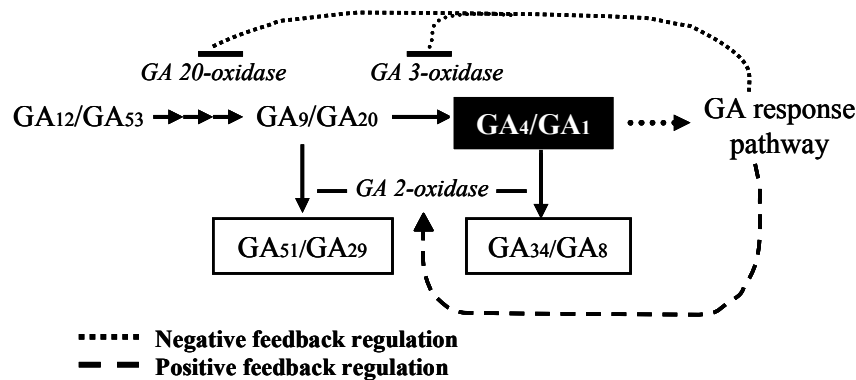 GA 20-oxidase GA 3-oxidase
GA12/GA53 GA9/GA20 GA4/GA1 GA response
pathway
GA 2-oxidase
GA51/GA29 GA34/GA8
Negative feedback regulation
Positive feedback regulation